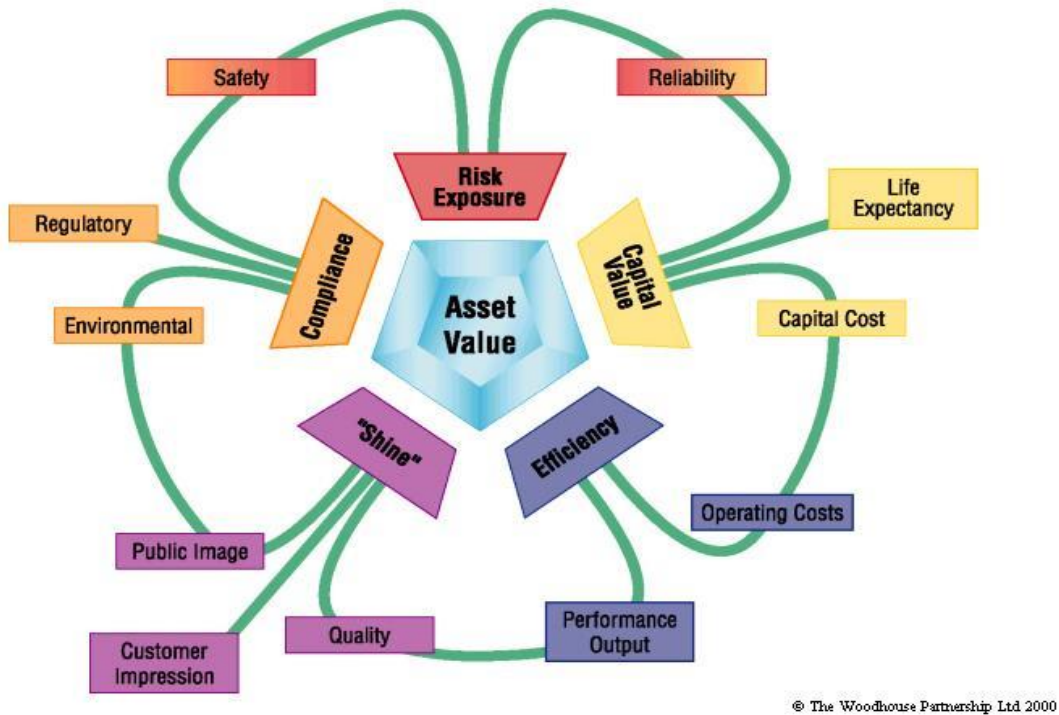 Safety
Reliability
Risk
Exposure
Life
Expectancy
Regulatory
Compliance
Capital
Value
Asset
Value
Environmental
Capital Cost
"Shine"
Efficiency
Operating Costs
Public Image
Quality
Performance
Output
Customer
Impression
© The Woodhouse Partnership Ltd 2000